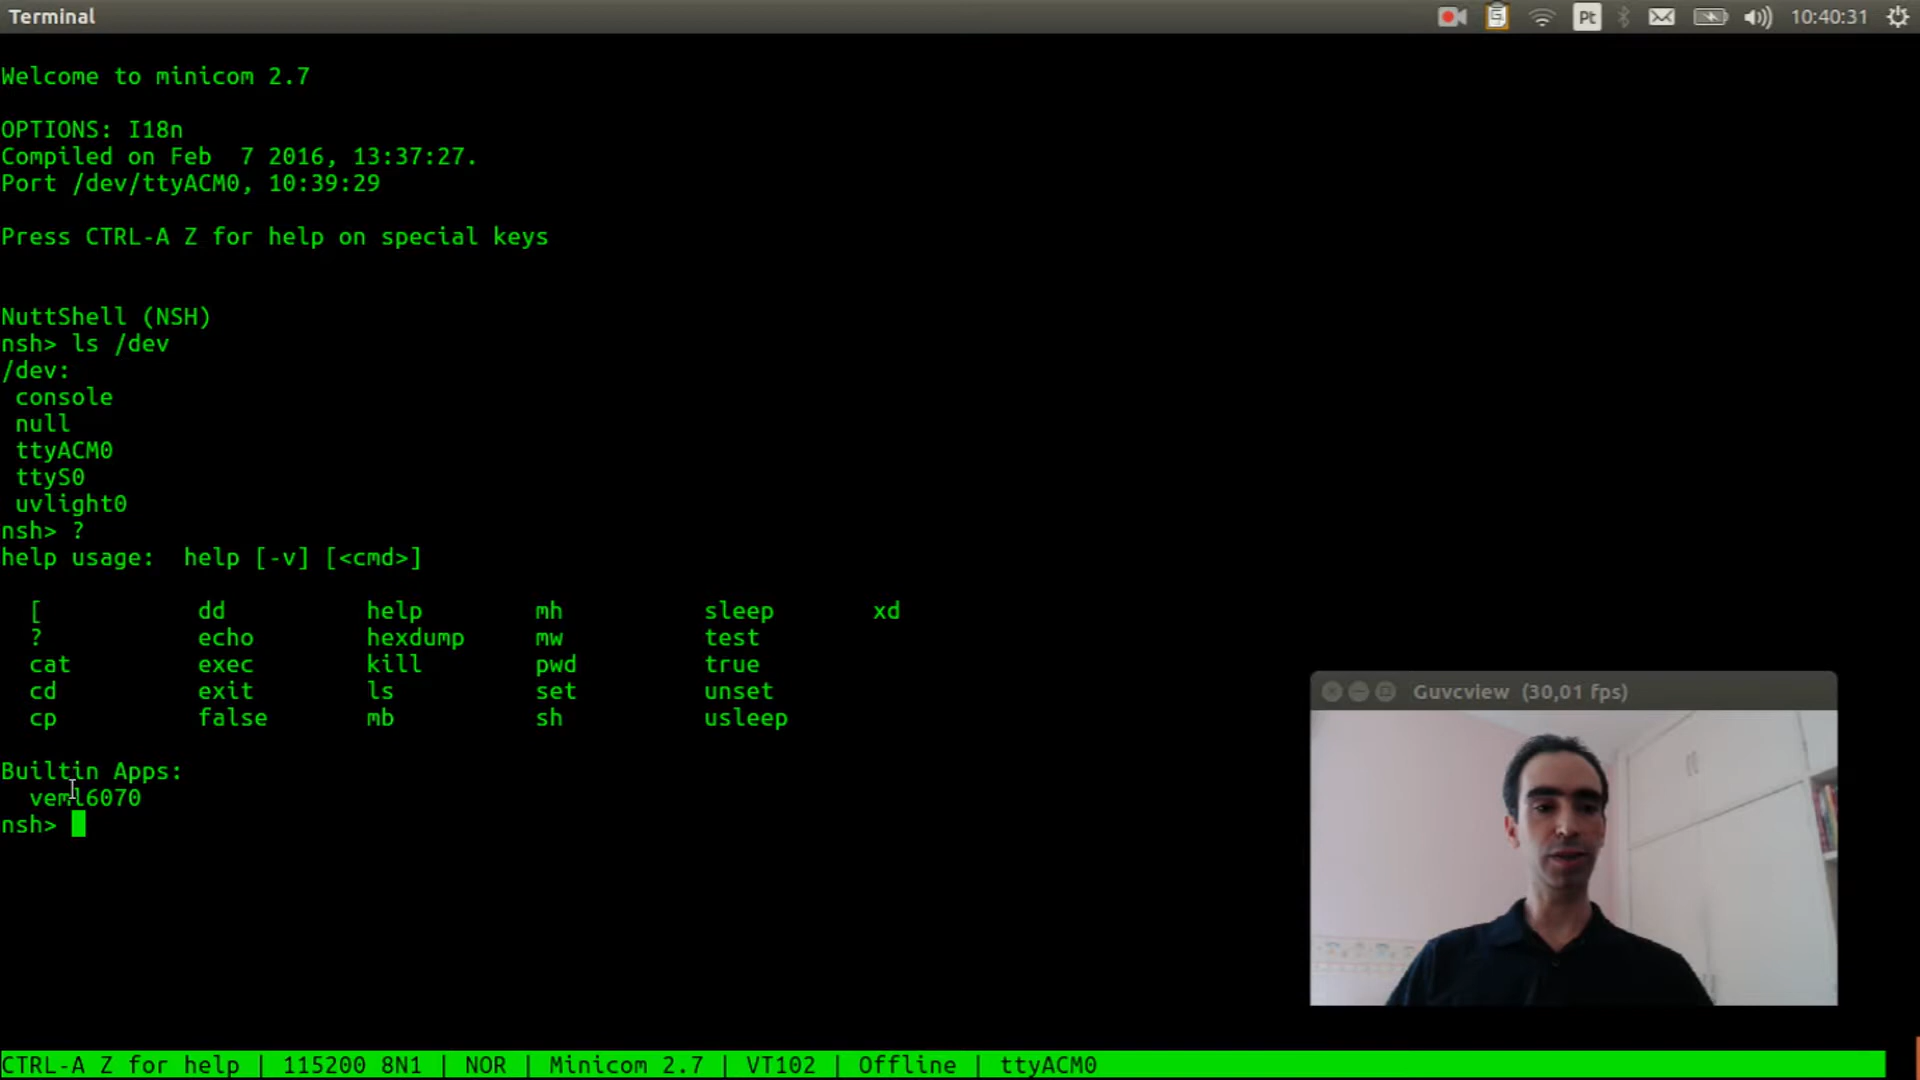 Terminal
Pt
10:40:31
Welcome to minicom 2.7
OPTIONS: I18n
Compiled on Feb  7 2016, 13:37:27.
Port /dev/ttyACM0, 10:39:29
Press CTRL-A Z for help on special keys
NuttShell (NSH)
nsh> ls /dev
/dev:
console
null
ttyACM0
ttyS0
uvlight0
nsh> ?
help usage:  help [-v] [<cmd>]
[ dd help mh sleep xd
? echo hexdump mw test
cat exec kill pwd true
cd exit ls set unset
cp false mb sh usleep
Builtin Apps:
veml6070
nsh>
Guvcview (30,01 fps)
CTRL-A Z for help | 115200 8N1 | NOR | Minicom 2.7 | VT102 | Offline | ttyACM0